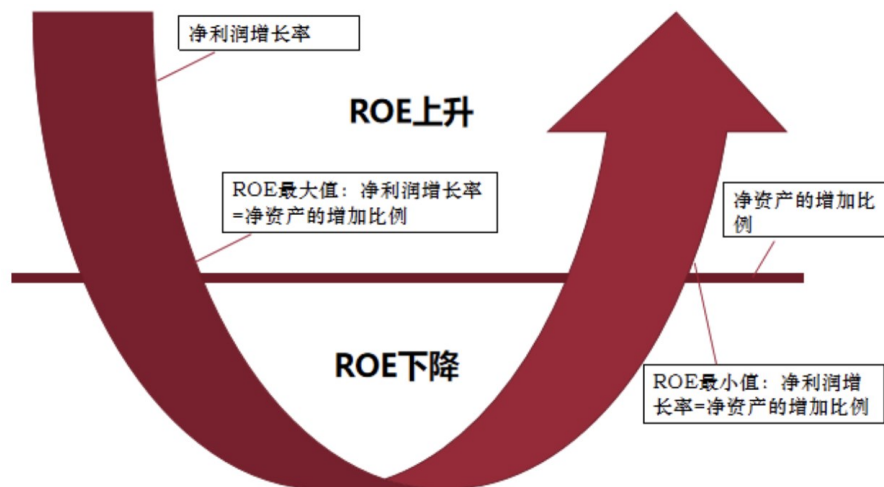 净利润增长率
ROE上升
ROE最大值：净利润增长率
=净资产的增加比例
净资产的增加比
例
ROE下降
ROE最小值：净利润增
长率=净资产的增加比例